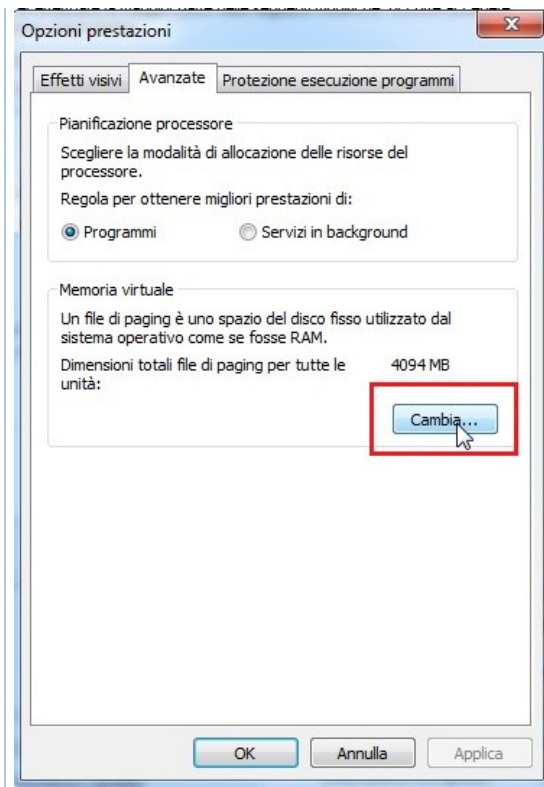 Opzioni prestazioni
Effetti visivi Avanzate Protezione esecuzione programmi
Pianificazione processore
Scegliere la modalità di allocazione delle risorse del
processore.
Regola per ottenere migliori prestazioni di:
Programmi Servizi in background
Memoria virtuale
Un file di paging è uno spazio del disco fisso utilizzato dal
sistema operativo come se fosse RAM.
Dimensioni totali file di paging per tutte le 4094 MB
unità:
Cambia...
OK Annulla Applica